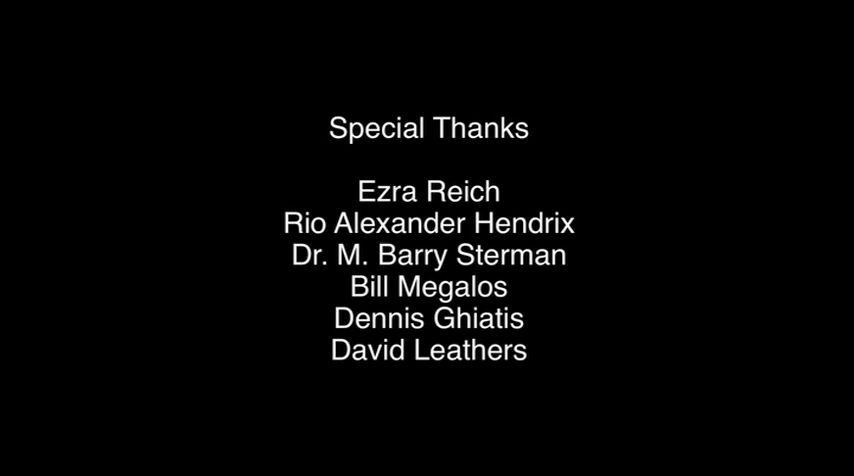 Special Thanks
Ezra Reich
Rio Alexander Hendrix
Dr. M. Barry Sterman
Bill Megalos
Dennis Ghiatis
David Leathers